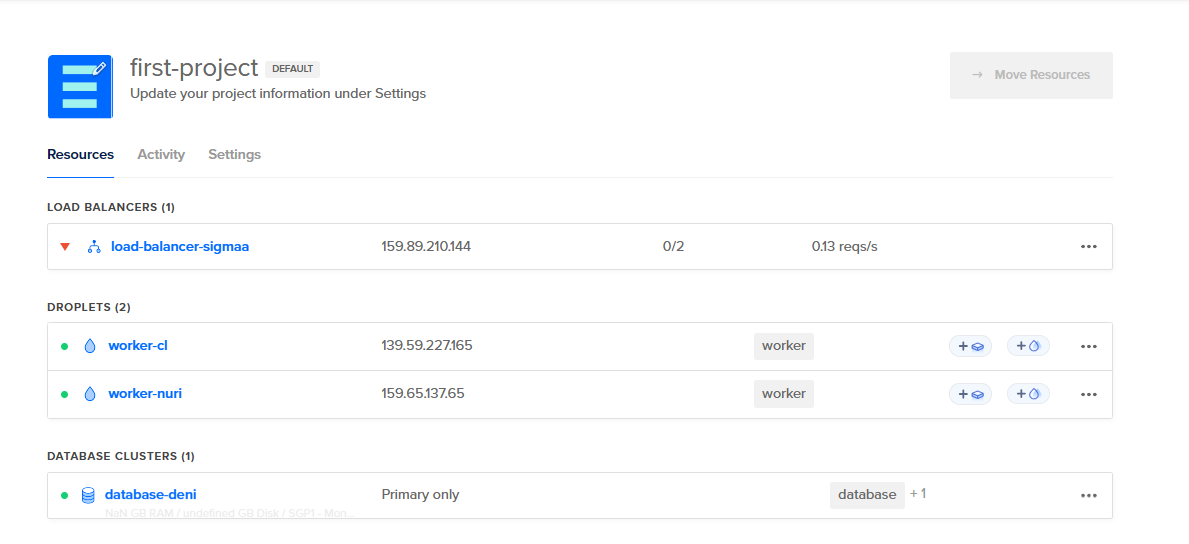 first-project DEFAULT
Update your project information under Settings
→ Move Resources
Resources Activity Settings
LOAD BALANCERS (1)
load-balancer-sigmaa 159.89.210.144 0/2 0.13 reqs/s
DROPLETS (2)
worker-cl 139.59.227.165 worker
worker-nuri 159.65.137.65 worker
DATABASE CLUSTERS (1)
database-deni Primary only database + 1
NaN GB RAM / undefined GB Disk / SGP1 - Mon...